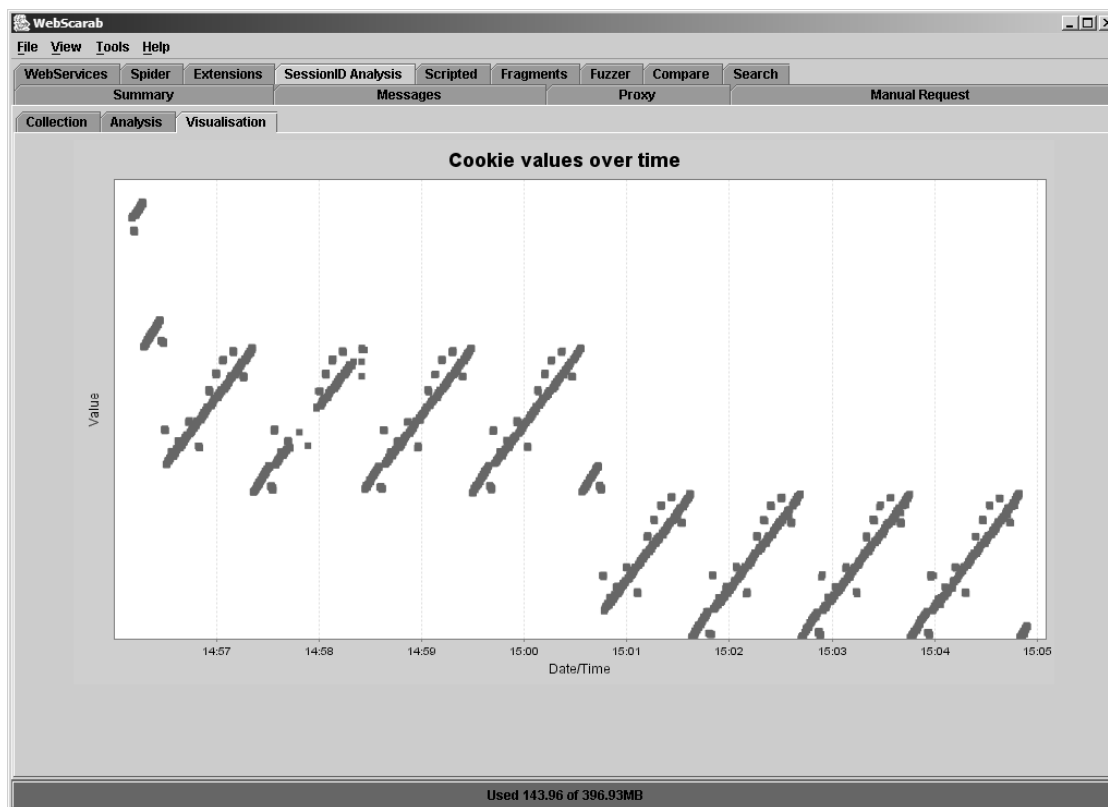 WebScarab
File View Tools Help
WebServices Spider Extensions SessionID Analysis Scripted Fragments Fuzzer Compare Search
Summary Messages Proxy Manual Request
Collection Analysis Visualisation
Cookie values over time
Value
14:57 14:58 14:59 15:00 15:01 15:02 15:03 15:04 15:05
Date/Time
Used 143.96 of 396.93MB